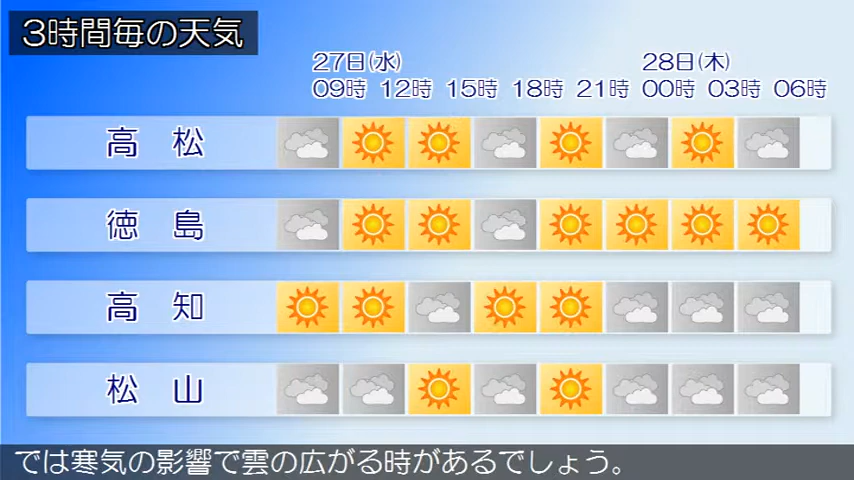 3時間毎の天気
27日(水) 28日(木)
09時 12時 15時 18時 21時 00時 03時 06時
高松
徳島
高知
松山
では寒気の影響で雲の広がる時があるでしょう。